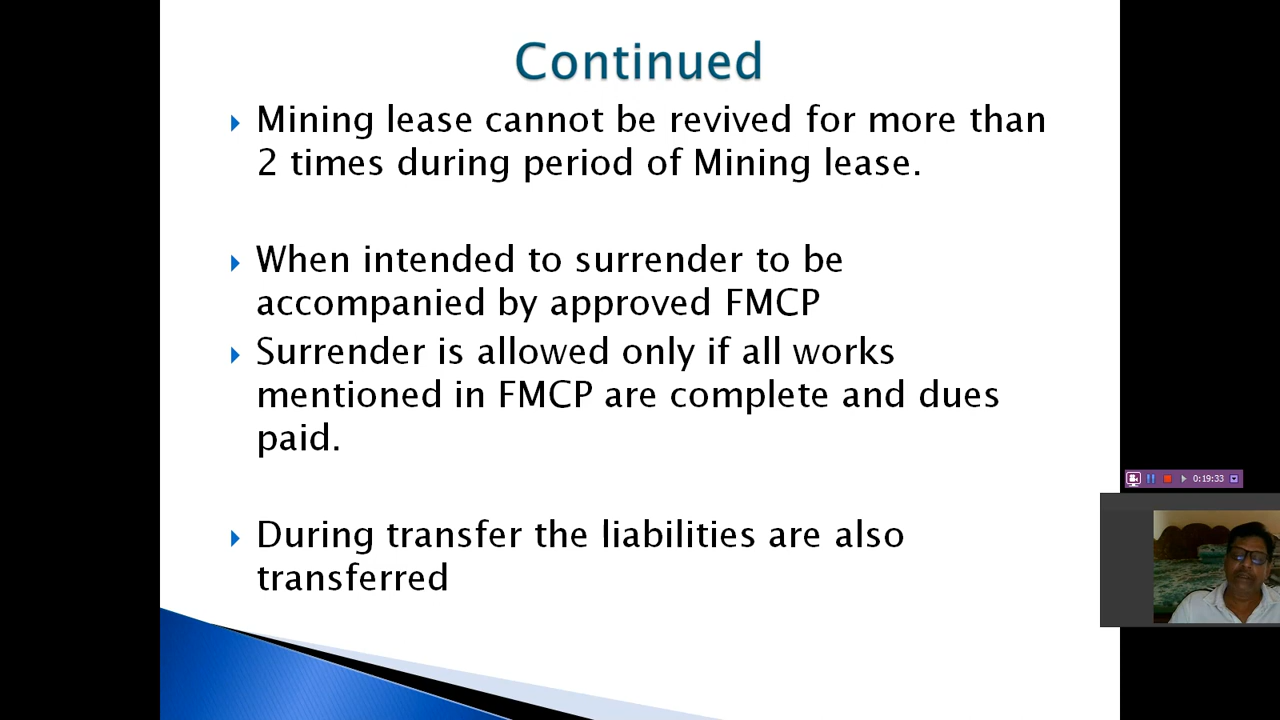 Continued
Mining lease cannot be revived for more than
2 times during period of Mining lease.
When intended to surrender to be
accompanied by approved FMCP
Surrender is allowed only if all works
mentioned in FMCP are complete and dues
paid.
During transfer the liabilities are also
transferred
0:19:33